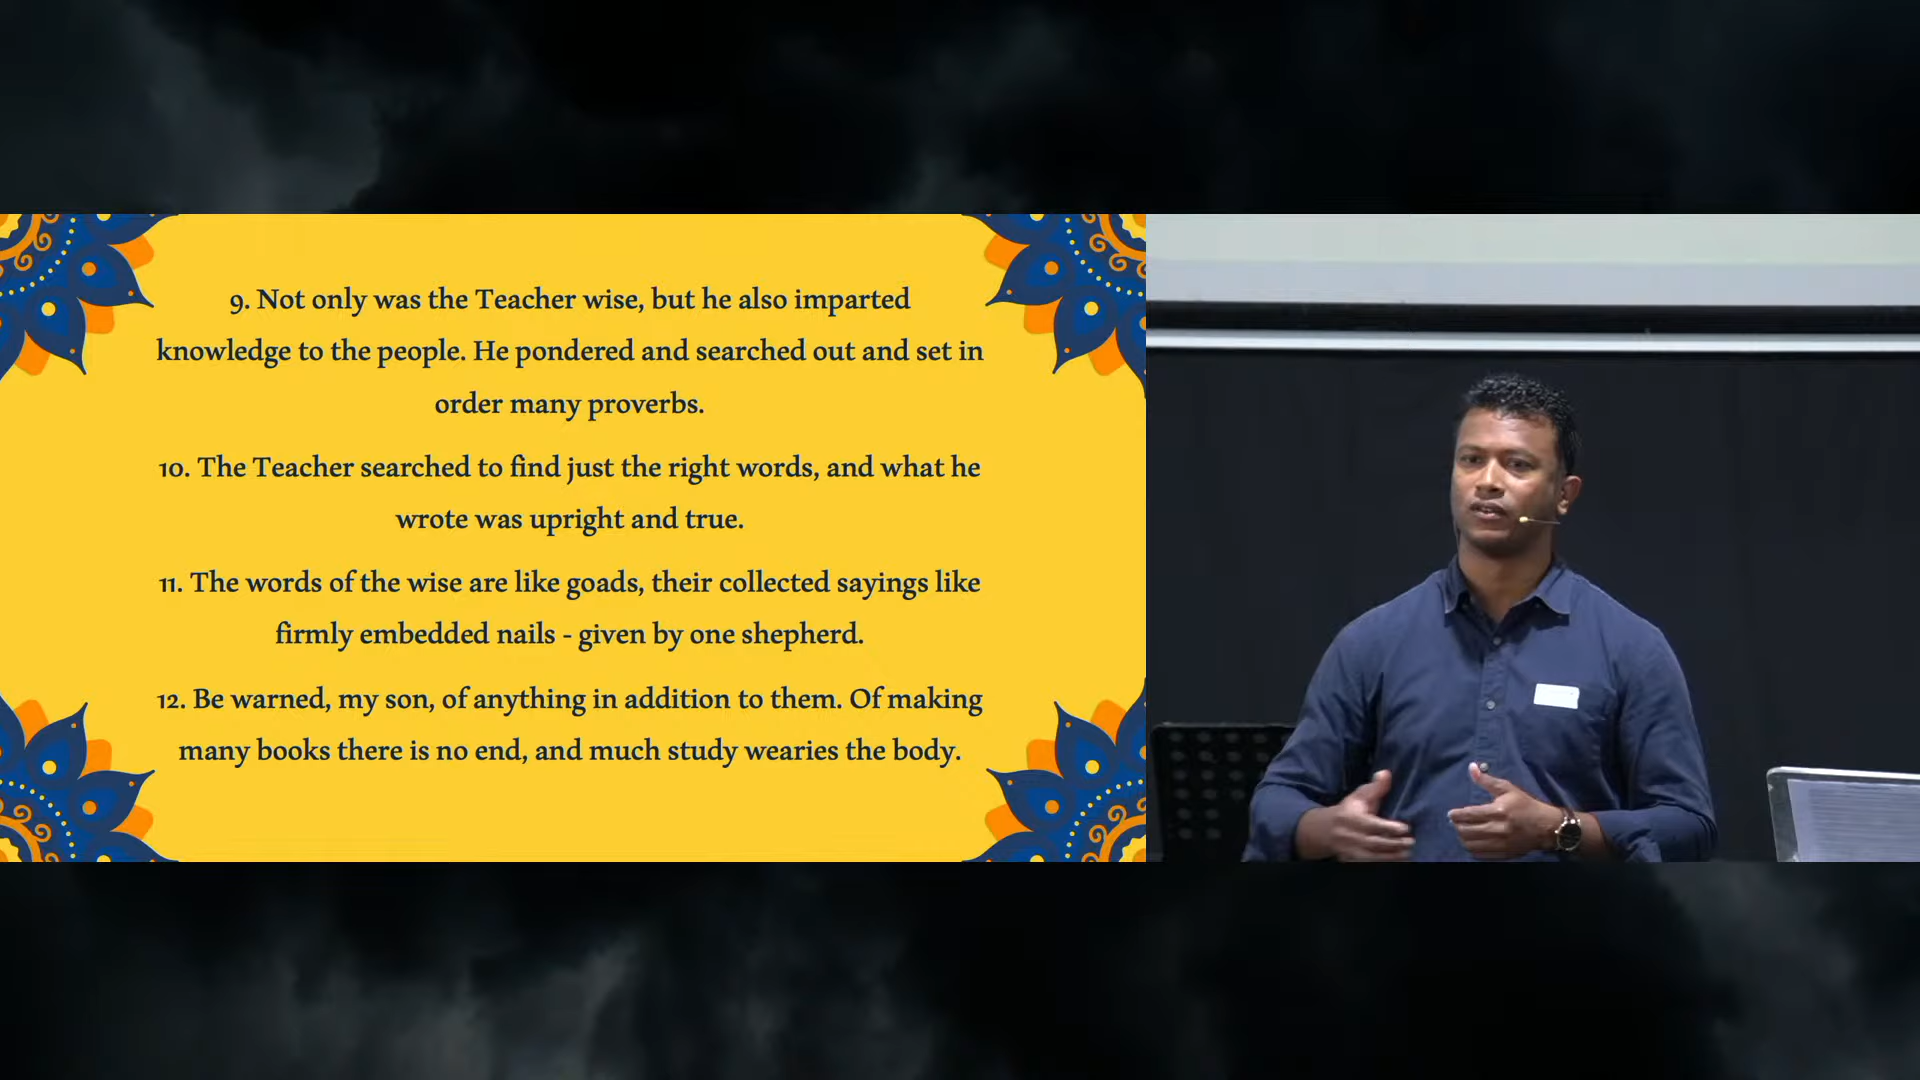 9. Not only was the Teacher wise, but he also imparted
knowledge to the people. He pondered and searched out and set in
order many proverbs.
10. The Teacher searched to find just the right words, and what he
wrote was upright and true.
11. The words of the wise are like goads, their collected sayings like
firmly embedded nails - given by one shepherd.
12. Be warned, my son, of anything in addition to them. Of making
many books there is no end, and much study wearies the body.